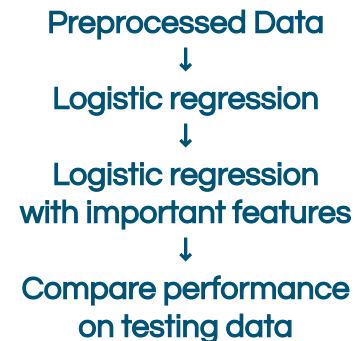 Preprocessed Data
↓
Logistic regression
↓
Logistic regression
with important features
↓
Compare performance
on testing data